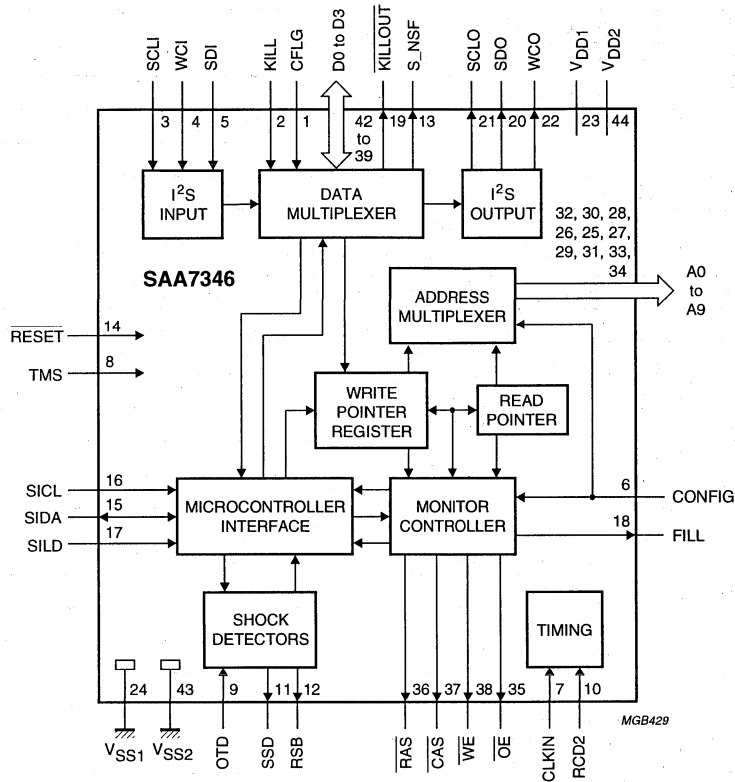 SCLI WCI SDI KILL CFLG D0 to D3 KILLOUT S_NSF SCLO SDO WCO VDD1 VDD2
3 4 5 2 1 42 to 39 19 13 21 20 22 23 44
I²S INPUT
DATA MULTIPLEXER
I²S OUTPUT
32, 30, 28,
26, 25, 27,
29, 31, 33,
34
SAA7346
ADDRESS MULTIPLEXER
A0
to
A9
RESET 14
TMS 8
WRITE POINTER REGISTER
READ POINTER
SICL 16
SIDA 15
SILD 17
MICROCONTROLLER INTERFACE
MONITOR CONTROLLER
6 CONFIG
18 FILL
SHOCK DETECTORS
TIMING
24 43 9 11 12 36 37 38 35 7 10
VSS1 VSS2 OTD SSD RSB RAS CAS WE OE CLKIN RCD2
MGB429